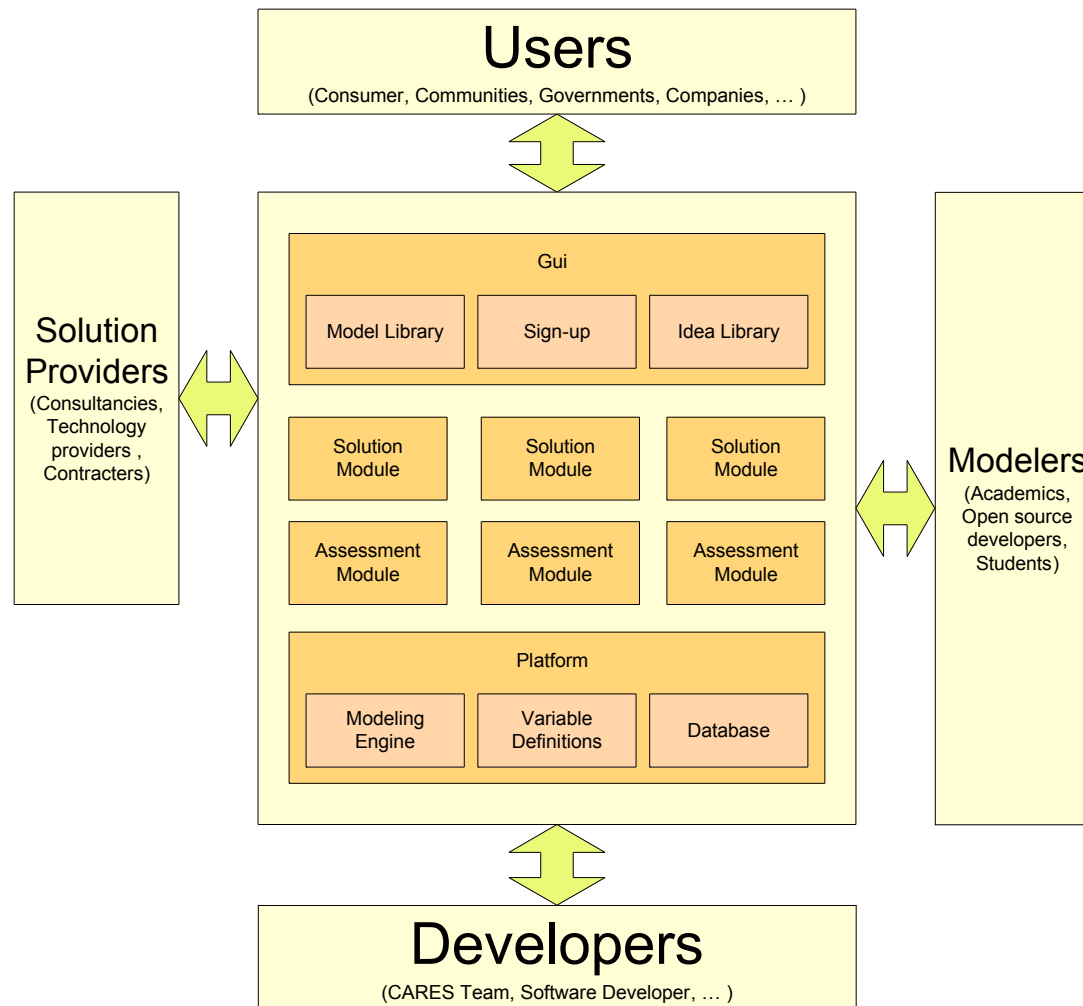 Users
(Consumer, Communities, Governments, Companies, … )
Solution
Providers
(Consultancies,
Technology
providers ,
Contracters)
Gui
Model Library
Sign-up
Idea Library
Solution
Module
Solution
Module
Solution
Module
Assessment
Module
Assessment
Module
Assessment
Module
Platform
Modeling
Engine
Variable
Definitions
Database
Modelers
(Academics,
Open source
developers,
Students)
Developers
(CARES Team, Software Developer, … )